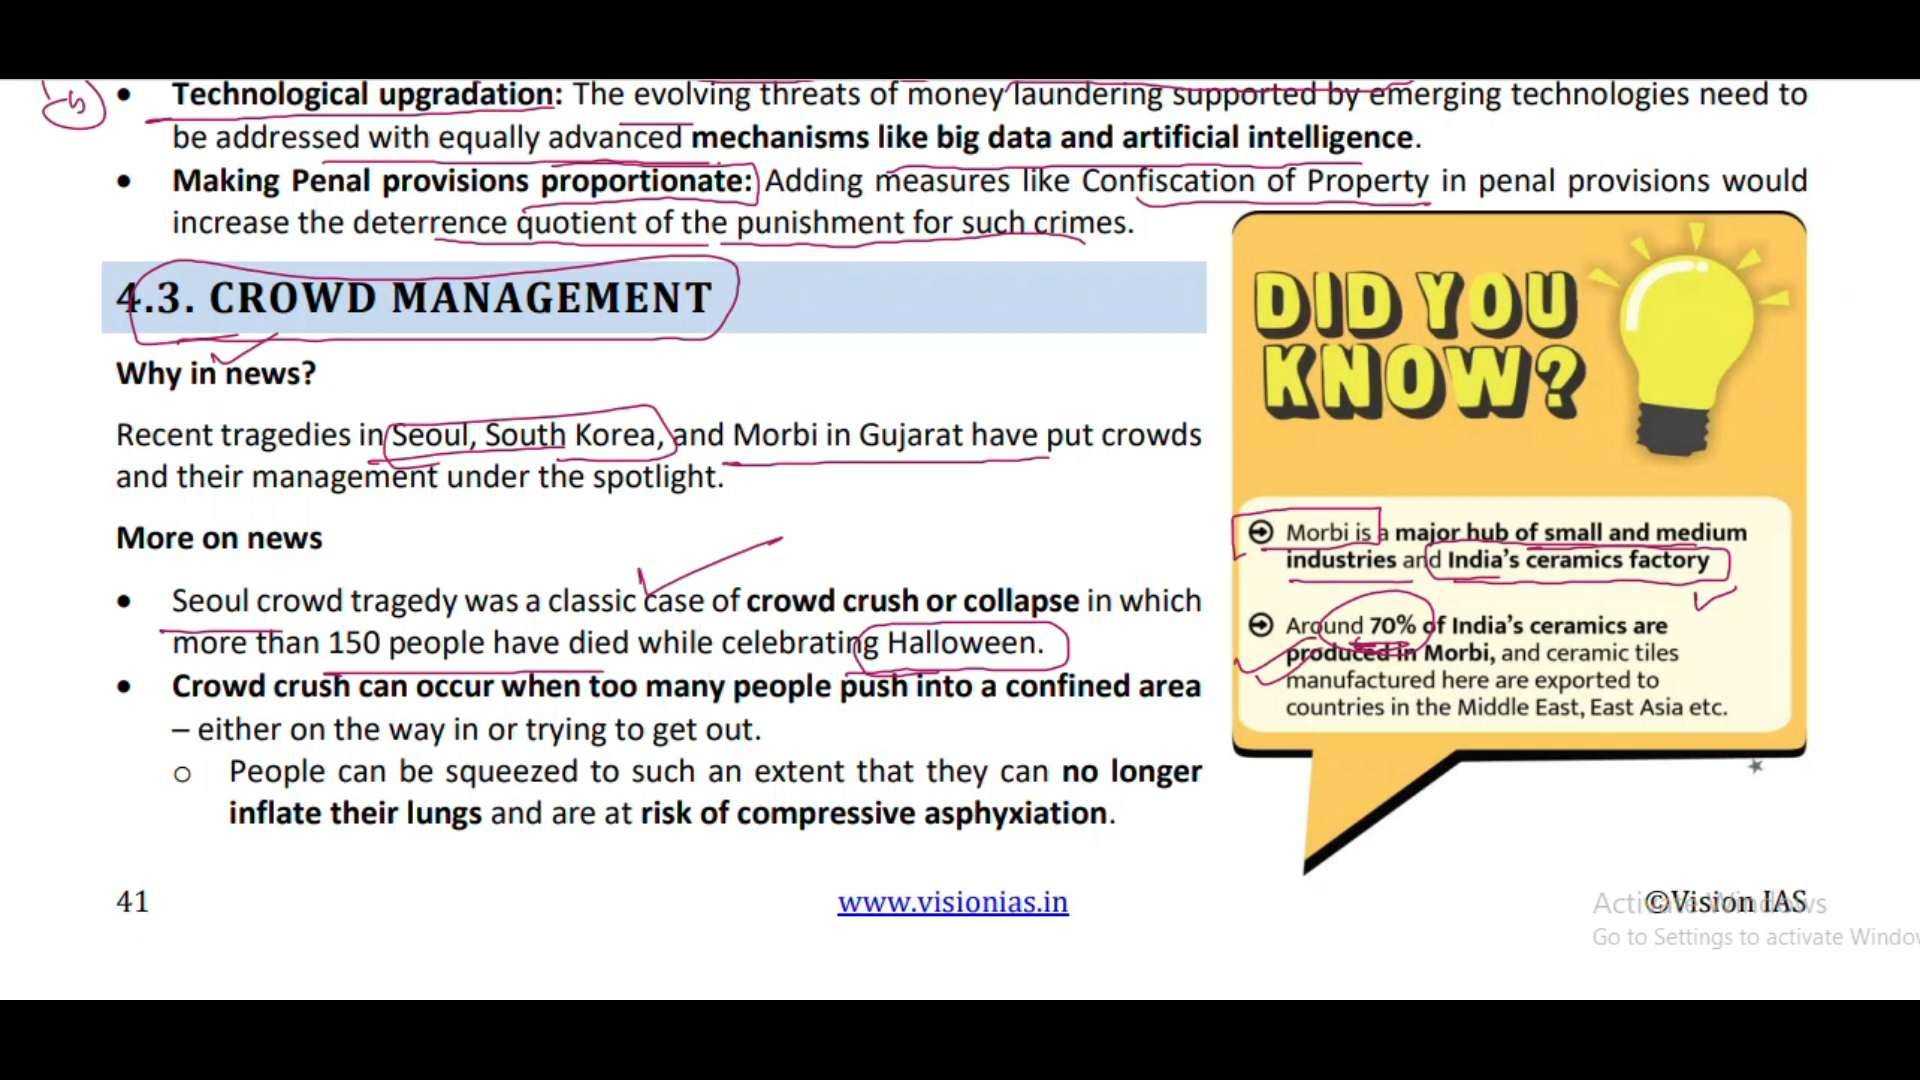 5
• Technological upgradation: The evolving threats of money laundering supported by emerging technologies need to
be addressed with equally advanced mechanisms like big data and artificial intelligence.
• Making Penal provisions proportionate: Adding measures like Confiscation of Property in penal provisions would
increase the deterrence quotient of the punishment for such crimes.
4.3. CROWD MANAGEMENT
Why in news?
Recent tragedies in Seoul, South Korea, and Morbi in Gujarat have put crowds
and their management under the spotlight.
More on news
• Seoul crowd tragedy was a classic case of crowd crush or collapse in which
more than 150 people have died while celebrating Halloween.
• Crowd crush can occur when too many people push into a confined area
– either on the way in or trying to get out.
o People can be squeezed to such an extent that they can no longer
inflate their lungs and are at risk of compressive asphyxiation.
DID YOU
KNOW?
Morbi is a major hub of small and medium
industries and India's ceramics factory
Around 70% of India's ceramics are
produced in Morbi, and ceramic tiles
manufactured here are exported to
countries in the Middle East, East Asia etc.
41
www.visionias.in
©Vision IAS
Activate Windows
Go to Settings to activate Windo